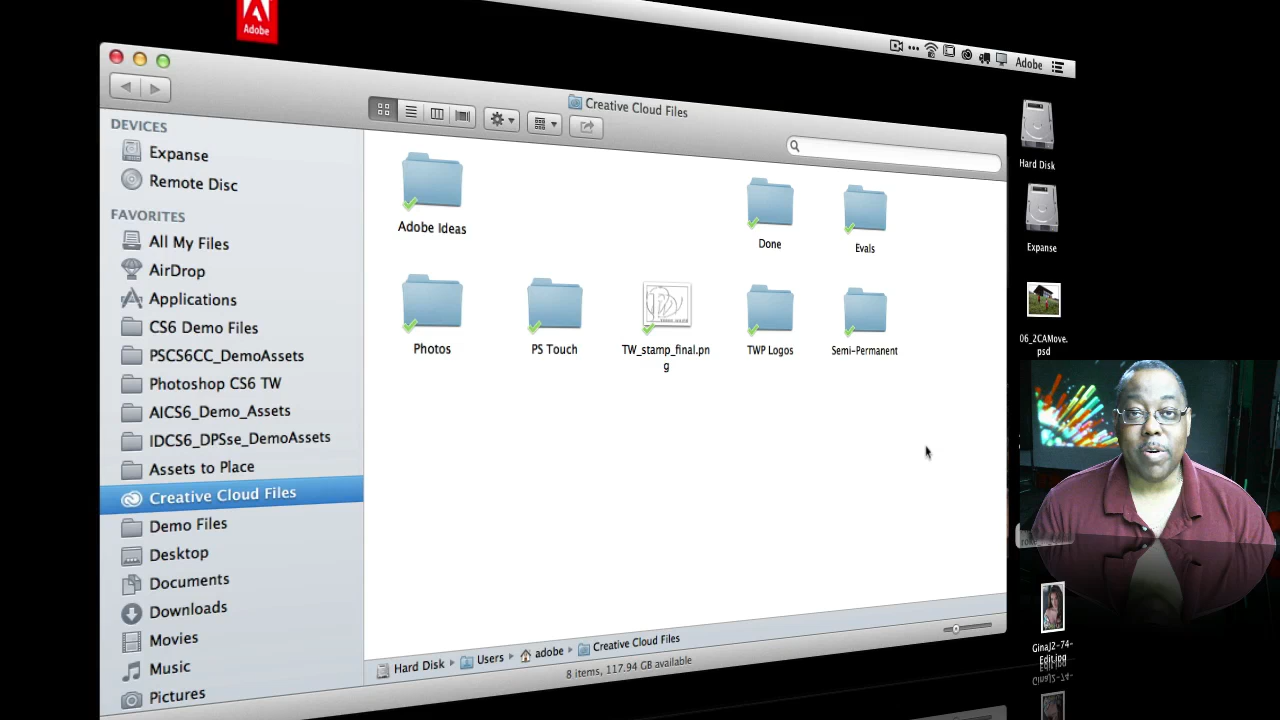 Adobe
Adobe
Creative Cloud Files
DEVICES
Expanse
Remote Disc
FAVORITES
All My Files
AirDrop
Applications
CS6 Demo Files
PSCS6CC_DemoAssets
Photoshop CS6 TW
AICS6_Demo_Assets
IDCS6_DPSse_DemoAssets
Assets to Place
Creative Cloud Files
Demo Files
Desktop
Documents
Downloads
Movies
Music
Pictures
Adobe Ideas
Done
Evals
Photos
PS Touch
TW_stamp_final.pn
g
TWP Logos
Semi-Permanent
Hard Disk
Users
adobe
Creative Cloud Files
8 items, 117.94 GB available
Hard Disk
Expanse
06_2CAMove.
psd
GinaJ2-74-
Edit.jpg